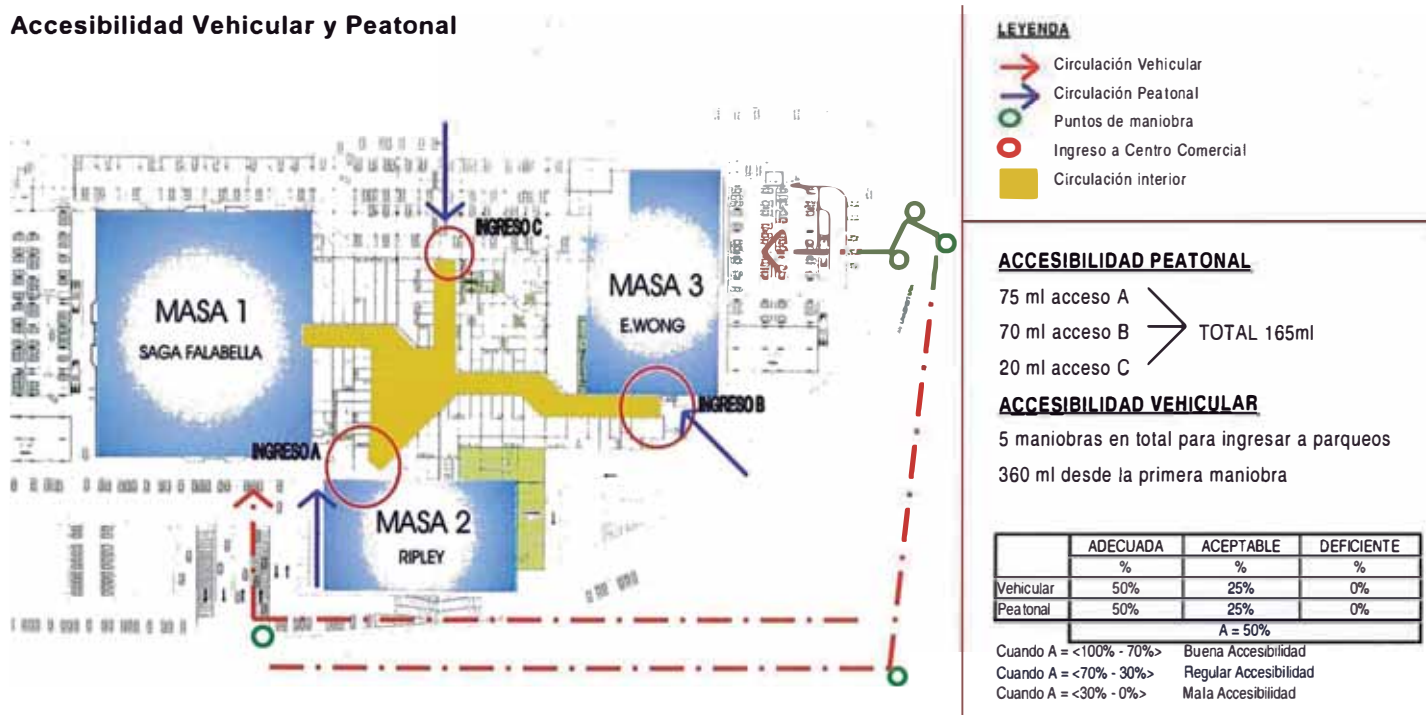 Accesibilidad Vehicular y Peatonal
LEYENDA
Circulación Vehicular
Circulación Peatonal
Puntos de maniobra
Ingreso a Centro Comercial
Circulación interior
INGRESO C
MASA 1
SAGA FALABELLA
MASA 3
E.WONG
INGRESO B
INGRESO A
MASA 2
RIPLEY
ACCESIBILIDAD PEATONAL
75 ml acceso A
70 ml acceso B
20 ml acceso C
TOTAL 165ml
ACCESIBILIDAD VEHICULAR
5 maniobras en total para ingresar a parqueos
360 ml desde la primera maniobra
ADECUADA ACEPTABLE DEFICIENTE
% % %
Vehicular 50% 25% 0%
Peatonal 50% 25% 0%
A = 50%
Cuando A = <100% - 70%> Buena Accesibilidad
Cuando A = <70% - 30%> Regular Accesibilidad
Cuando A = <30% - 0%> Mala Accesibilidad